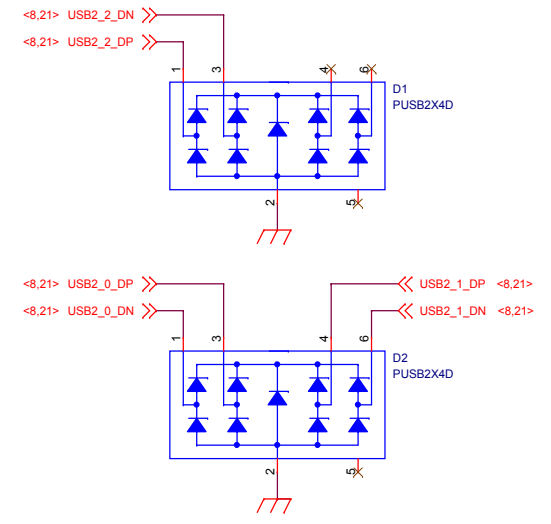 <8,21> USB2_2_DN
<8,21> USB2_2_DP
1 3 4 6
D1
PUSB2X4D
2 5
<8,21> USB2_0_DP USB2_1_DP <8,21>
<8,21> USB2_0_DN USB2_1_DN <8,21>
1 3 4 6
D2
PUSB2X4D
2 5